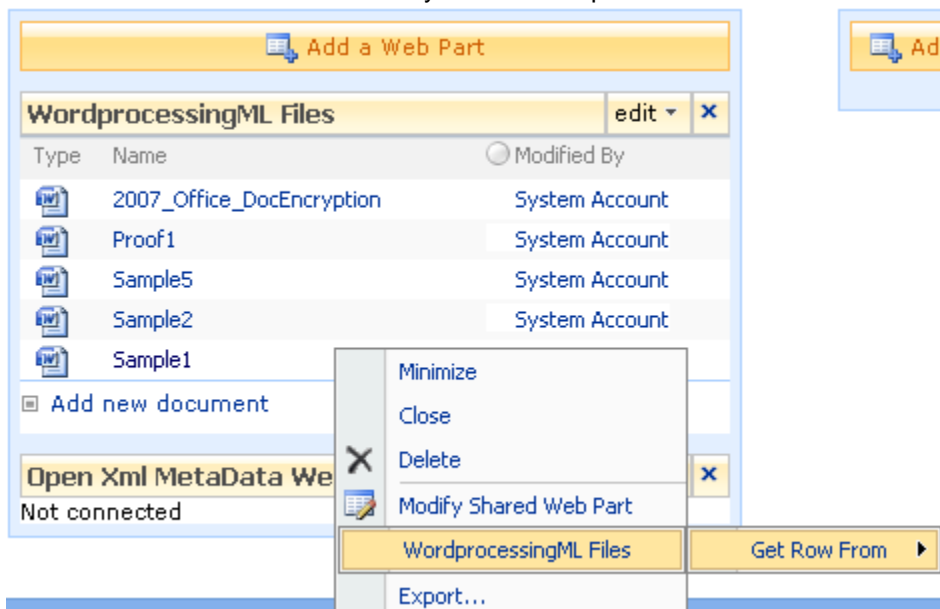 Add a Web Part
Ad
WordprocessingML Files edit
Type Name Modified By
2007_Office_DocEncryption System Account
Proof1 System Account
Sample5 System Account
Sample2 System Account
Sample1
Add new document
Open Xml MetaData We
Not connected
Minimize
Close
Delete
Modify Shared Web Part
WordprocessingML Files Get Row From
Export...